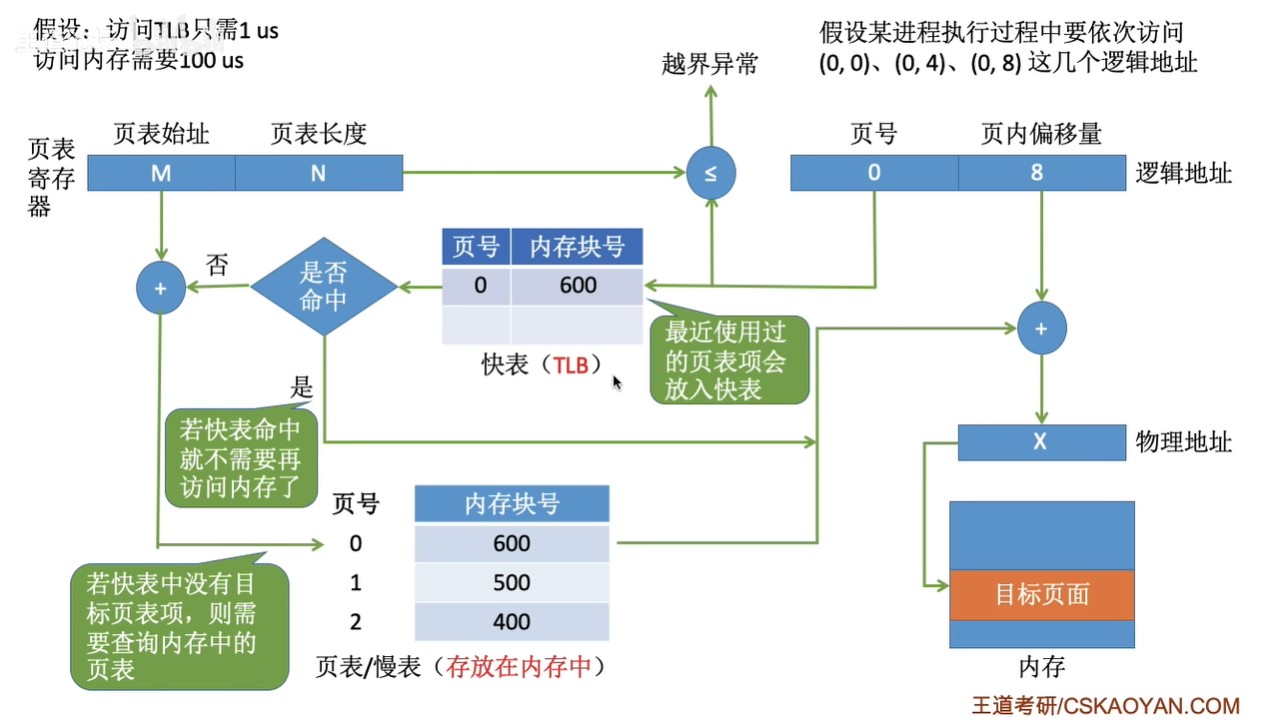 假设：访问TLB只需1 us
访问内存需要100 us
假设某进程执行过程中要依次访问
(0, 0)、(0, 4)、(0, 8) 这几个逻辑地址
越界异常
页表始址
页表长度
页号
页内偏移量
页表
寄存
器
M
N
≤
0
8
逻辑地址
页号
内存块号
0
600
快表（TLB）
是否
命中
否
是
+
+
最近使用过
的页表项会
放入快表
若快表命中
就不需要再
访问内存了
X
物理地址
页号
内存块号
0
600
1
500
2
400
页表/慢表（存放在内存中）
若快表中没有目
标页表项，则需
要查询内存中的
页表
目标页面
内存
王道考研/CSKAOYAN.COM